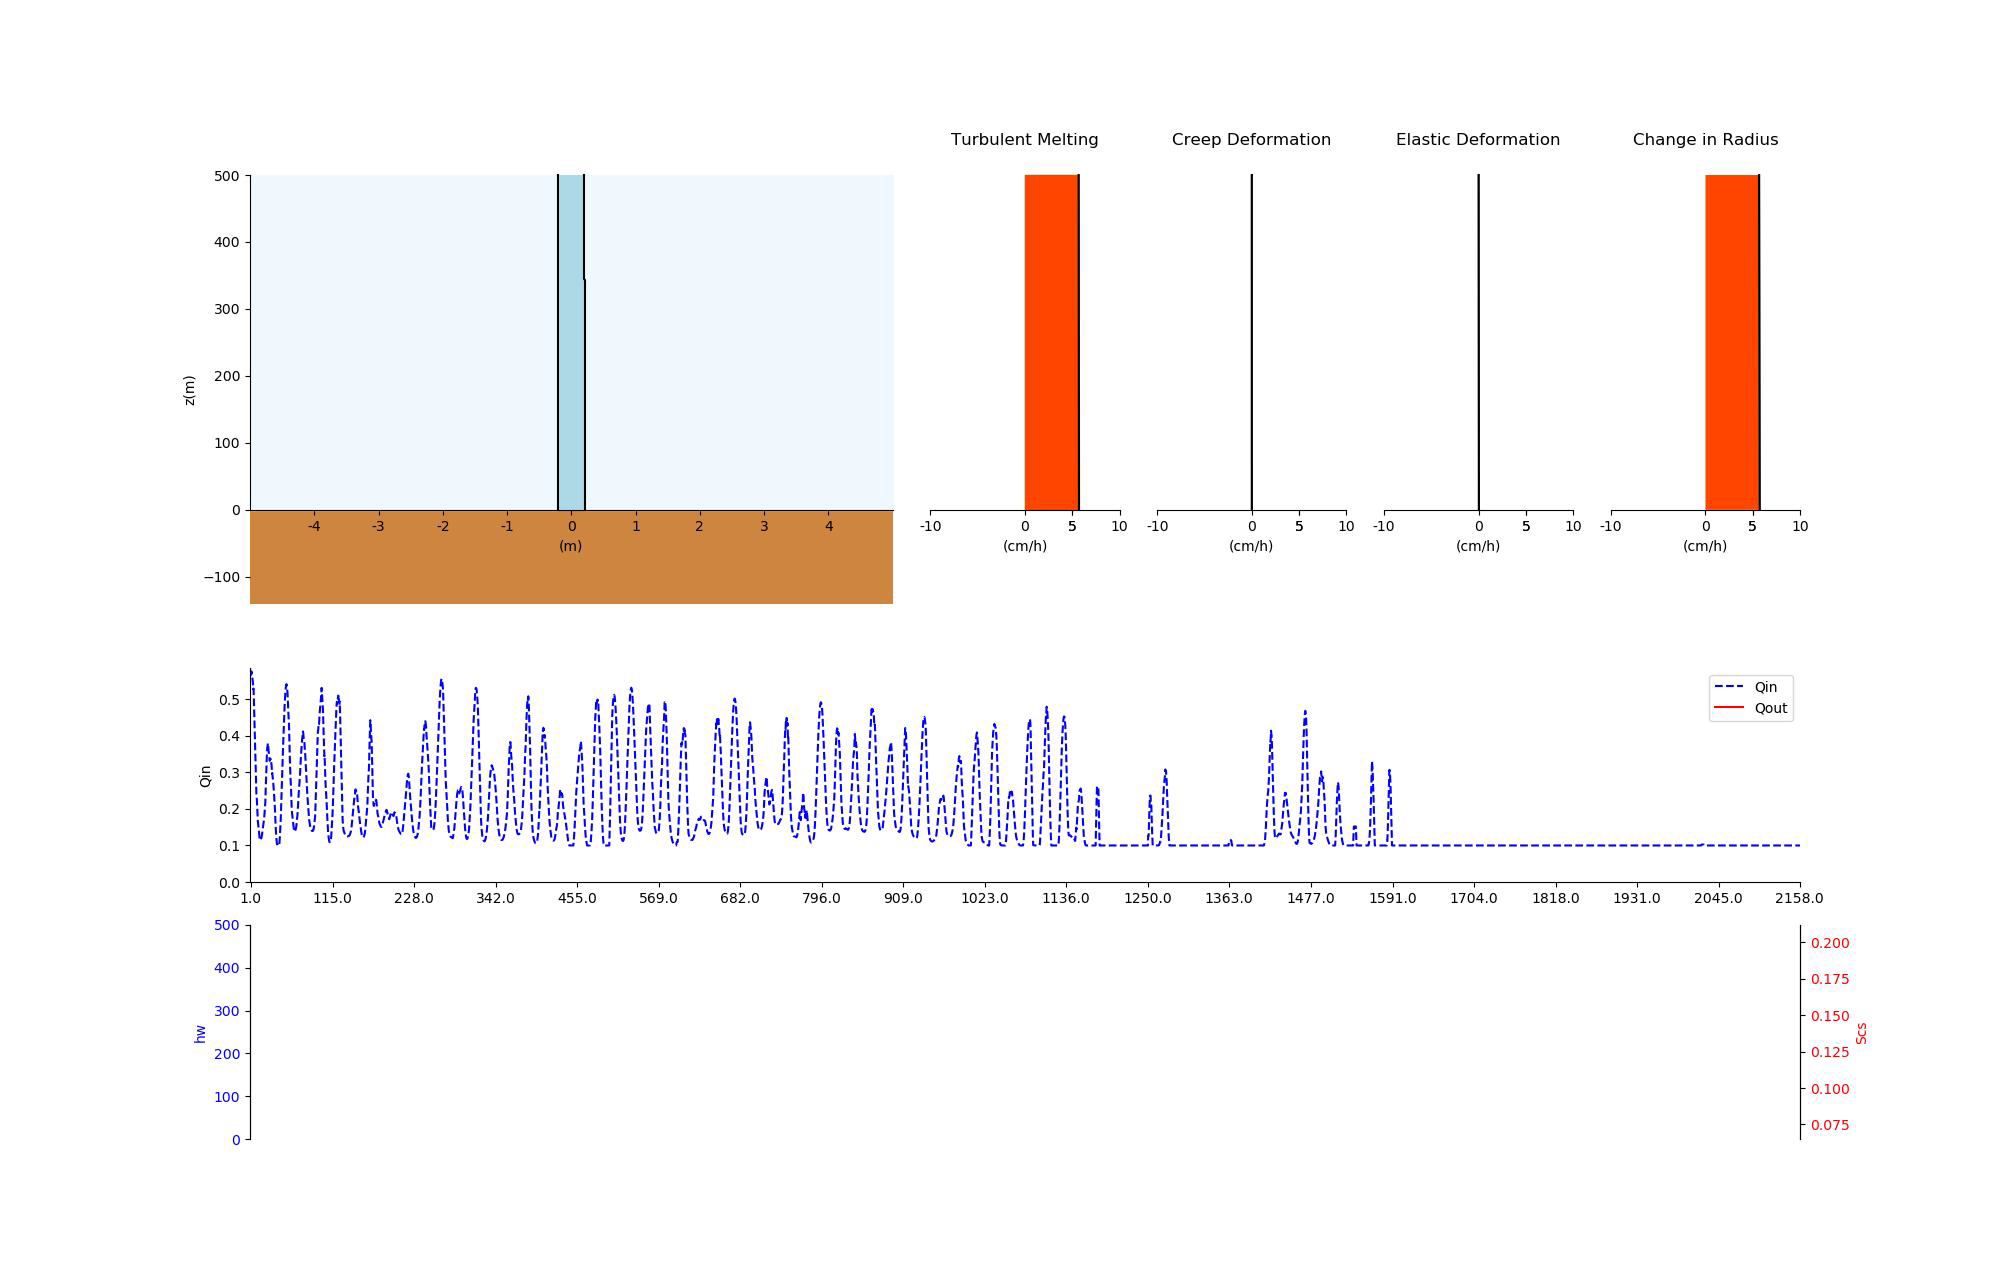 Turbulent Melting Creep Deformation Elastic Deformation Change in Radius
500
400
300
200
100
0
−100
z(m)
-4 -3 -2 -1 0 1 2 3 4
(m)
-10 0 5 10
(cm/h)
-10 0 5 10
(cm/h)
-10 0 5 10
(cm/h)
-10 0 5 10
(cm/h)
0.5
0.4
0.3
0.2
0.1
0.0
Qin
Qin
Qout
1.0 115.0 228.0 342.0 455.0 569.0 682.0 796.0 909.0 1023.0 1136.0 1250.0 1363.0 1477.0 1591.0 1704.0 1818.0 1931.0 2045.0 2158.0
500
400
300
200
100
0
hw
0.200
0.175
0.150
0.125
0.100
0.075
Scs